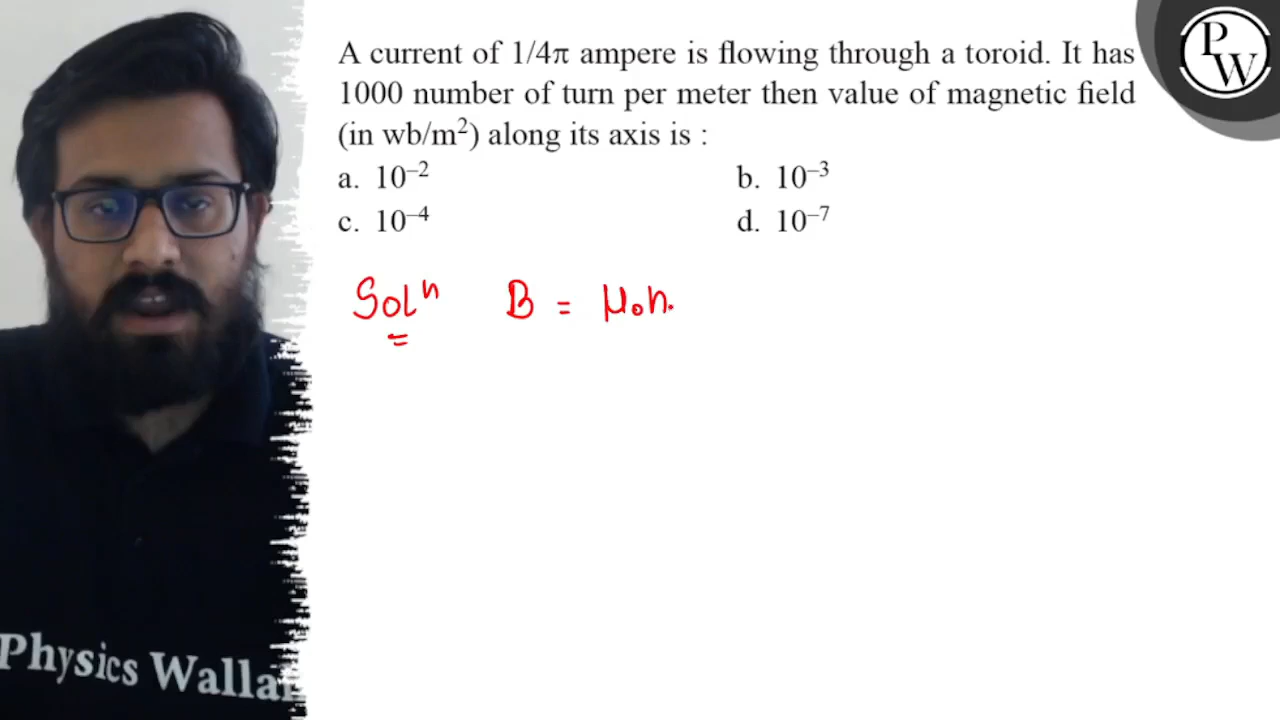 A current of 1/4π ampere is flowing through a toroid. It has
1000 number of turn per meter then value of magnetic field
(in wb/m²) along its axis is :
a. 10⁻² b. 10⁻³
c. 10⁻⁴ d. 10⁻⁷
Solⁿ B = μ₀n
PW
Physics Walla